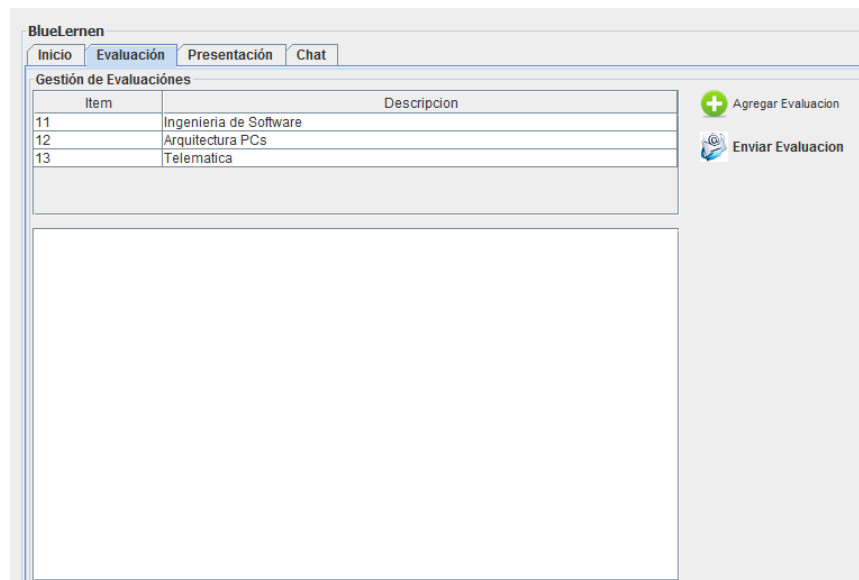 BlueLernen
Inicio Evaluación Presentación Chat
Gestión de Evaluaciónes
Item Descripcion
11 Ingenieria de Software
12 Arquitectura PCs
13 Telematica
Agregar Evaluacion
Enviar Evaluacion